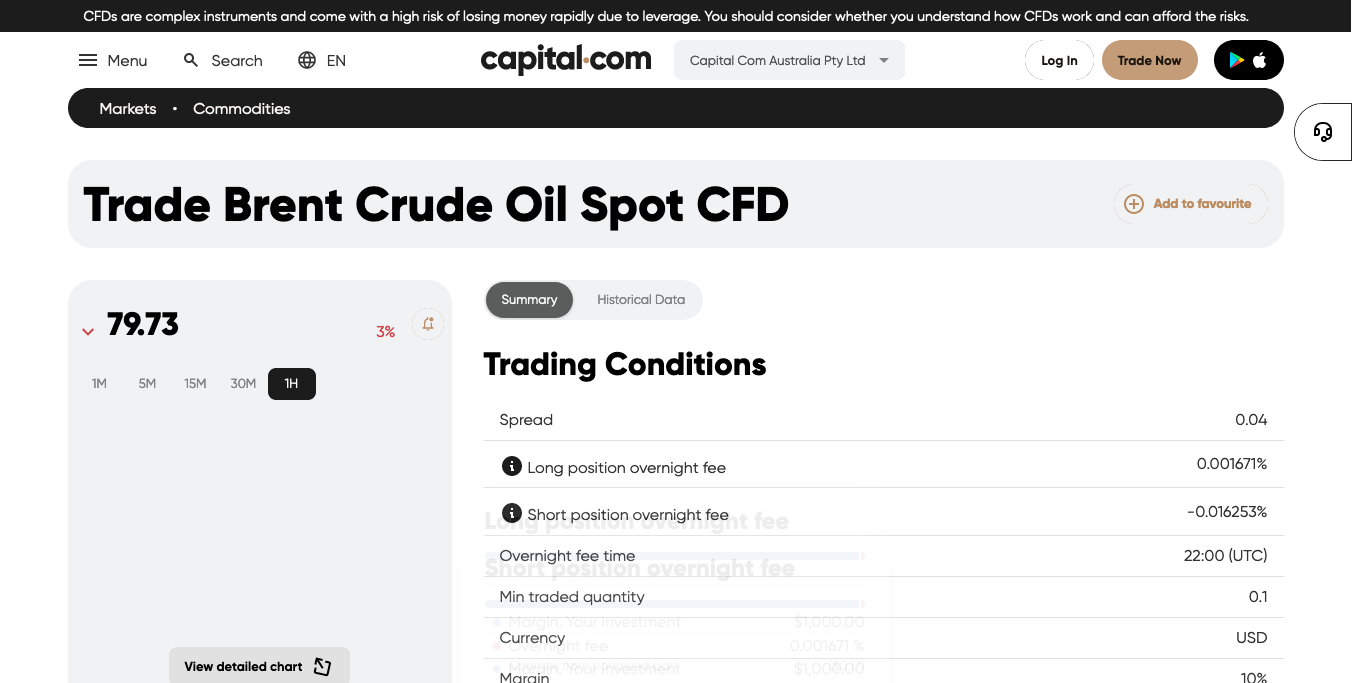 CFDs are complex instruments and come with a high risk of losing money rapidly due to leverage. You should consider whether you understand how CFDs work and can afford the risks.
Menu Search EN capital.com Capital Com Australia Pty Ltd Log In Trade Now
Markets • Commodities
Trade Brent Crude Oil Spot CFD
Add to favourite
79.73 3%
1M 5M 15M 30M 1H
View detailed chart
Summary Historical Data
Trading Conditions
Spread 0.04
Long position overnight fee 0.001671%
Short position overnight fee -0.016253%
Long position overnight fee
Overnight fee time 22:00 (UTC)
Short position overnight fee
Min traded quantity 0.1
Margin. Your investment $1,000.00
Currency USD
Overnight fee 0.001671 %
Margin. Your investment $1,000.00
Margin 10%